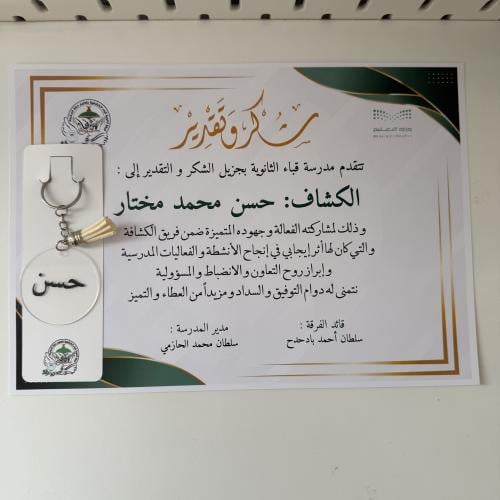 شكر وتقدير
وزارة التعليم
تتقدم مدرسة قباء الثانوية بجزيل الشكر و التقدير إلى :
الكشاف: حسن محمد مختار
وذلك لمشاركته الفعالة وجهوده المتميزة ضمن فريق الكشافة
والتي كان لها أثر إيجابي في إنجاح الأنشطة والفعاليات المدرسية
وإبراز روح التعاون والانضباط والمسؤولية
نتمنى له دوام التوفيق والسداد ومزيداً من العطاء والتميز
قائد الفرقة :
سلطان أحمد بادحدح
مدير المدرسة :
سلطان محمد الحازمي
حسن